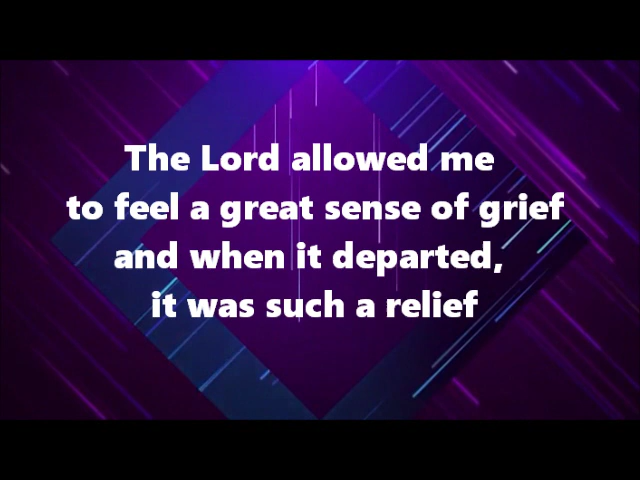 The Lord allowed me
to feel a great sense of grief
and when it departed,
it was such a relief